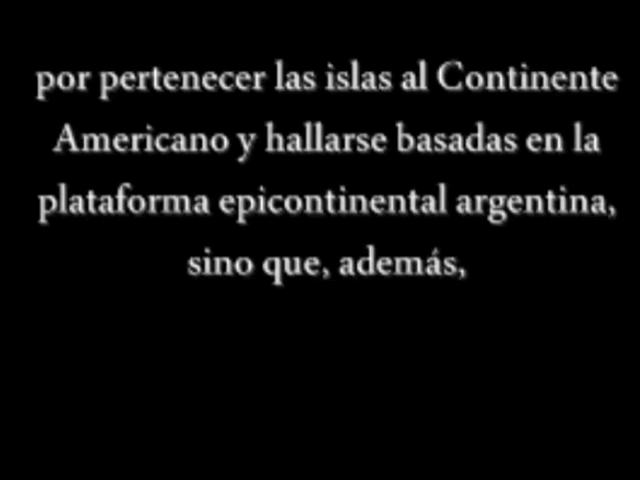 por pertenecer las islas al Continente
Americano y hallarse basadas en la
plataforma epicontinental argentina,
sino que, además,